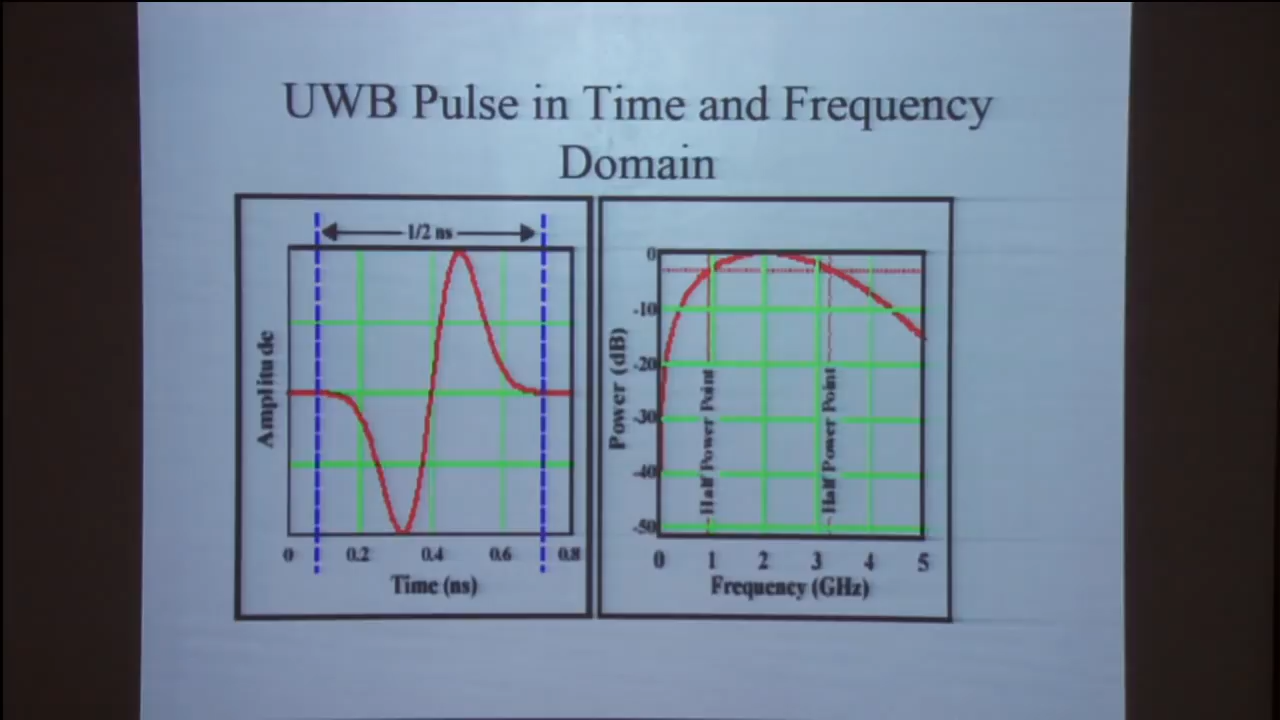 UWB Pulse in Time and Frequency
Domain
1/2 ns
Amplitude
0 0.2 0.4 0.6 0.8
Time (ns)
Power (dB)
0
-10
-20
-30
-40
-50
Half Power Point
Half Power Point
0 1 2 3 4 5
Frequency (GHz)